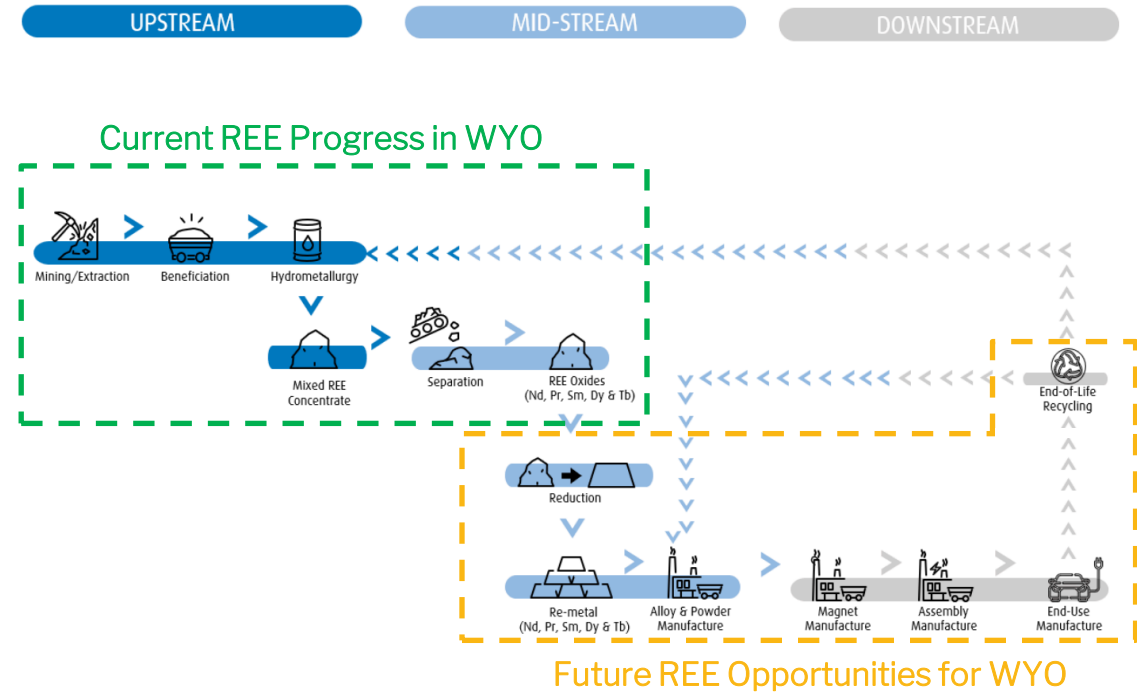 UPSTREAM
MID-STREAM
DOWNSTREAM
Current REE Progress in WYO
Mining/Extraction
Beneficiation
Hydrometallurgy
Mixed REE
Concentrate
Separation
REE Oxides
(Nd, Pr, Sm, Dy & Tb)
End-of-Life
Recycling
Reduction
Re-metal
(Nd, Pr, Sm, Dy & Tb)
Alloy & Powder
Manufacture
Magnet
Manufacture
Assembly
Manufacture
End-Use
Manufacture
Future REE Opportunities for WYO